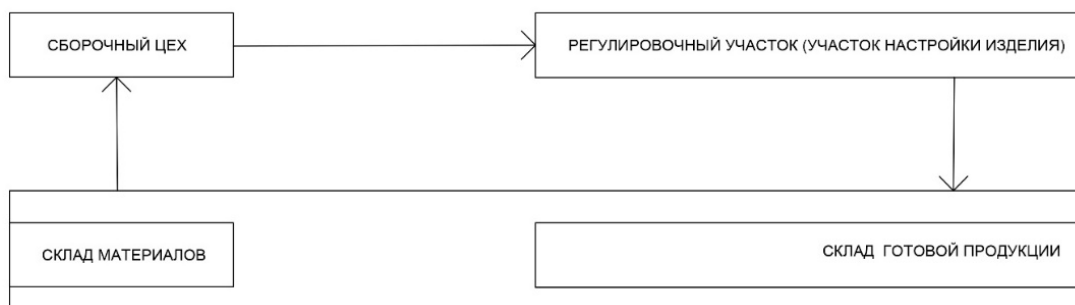 СБОРОЧНЫЙ ЦЕХ
РЕГУЛИРОВОЧНЫЙ УЧАСТОК (УЧАСТОК НАСТРОЙКИ ИЗДЕЛИЯ)
СКЛАД МАТЕРИАЛОВ
СКЛАД ГОТОВОЙ ПРОДУКЦИИ